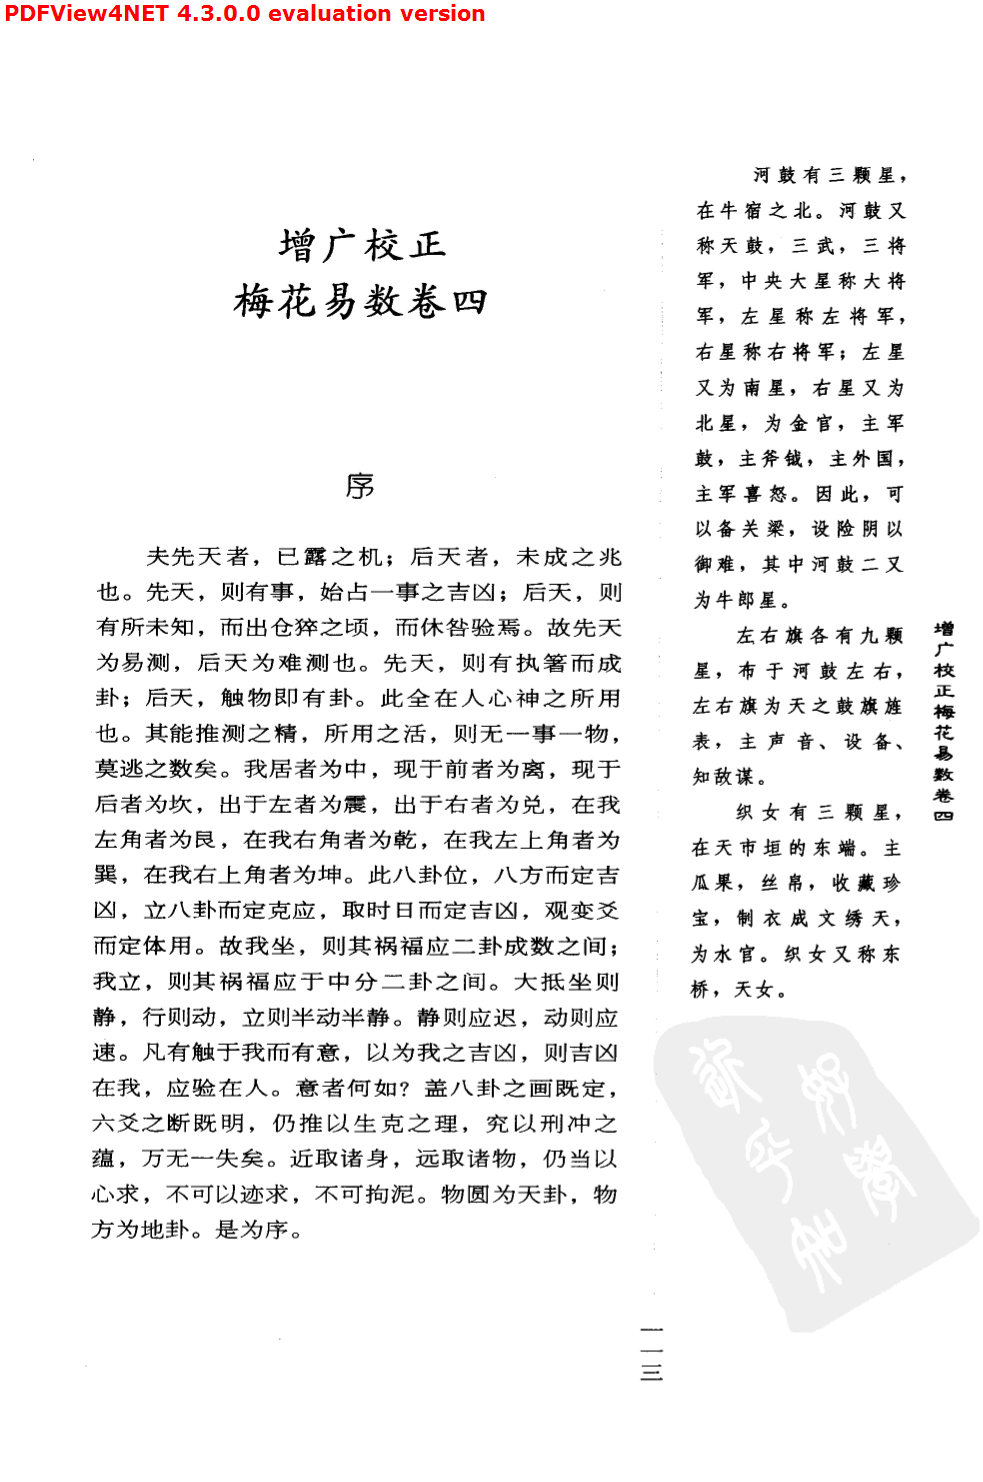 PDFView4NET 4.3.0.0 evaluation version
增广校正
梅花易数卷四
序
夫先天者，已露之机；后天者，未成之兆
也。先天，则有事，始占一事之吉凶；后天，则
有所未知，而出仓猝之顷，而休咎验焉。故先天
为易测，后天为难测也。先天，则有执箸而成
卦；后天，触物即有卦。此全在人心神之所用
也。其能推测之精，所用之活，则无一事一物，
莫逃之数矣。我居者为中，现于前者为离，现于
后者为坎，出于左者为震，出于右者为兑，在我
左角者为艮，在我右角者为乾，在我左上角者为
巽，在我右上角者为坤。此八卦位，八方而定吉
凶，立八卦而定克应，取时日而定吉凶，观变爻
而定体用。故我坐，则其祸福应二卦成数之间；
我立，则其祸福应于中分二卦之间。大抵坐则
静，行则动，立则半动半静。静则应迟，动则应
速。凡有触于我而有意，以为我之吉凶，则吉凶
在我，应验在人。意者何如？盖八卦之画既定，
六爻之断既明，仍推以生克之理，究以刑冲之
蕴，万无一失矣。近取诸身，远取诸物，仍当以
心求，不可以迹求，不可拘泥。物圆为天卦，物
方为地卦。是为序。
河鼓有三颗星，
在牛宿之北。河鼓又
称天鼓，三武，三将
军，中央大星称大将
军，左星称左将军，
右星称右将军；左星
又为南星，右星又为
北星，为金官，主军
鼓，主斧钺，主外国，
主军喜怒。因此，可
以备关梁，设险阴以
御难，其中河鼓二又
为牛郎星。
左右旗各有九颗
星，布于河鼓左右，
左右旗为天之鼓旗旌
表，主声音、设备、
知敌谋。
织女有三颗星，
在天市垣的东端。主
瓜果，丝帛，收藏珍
宝，制衣成文绣天，
为水官。织女又称东
桥，天女。
增广校正梅花易数卷四
一一三